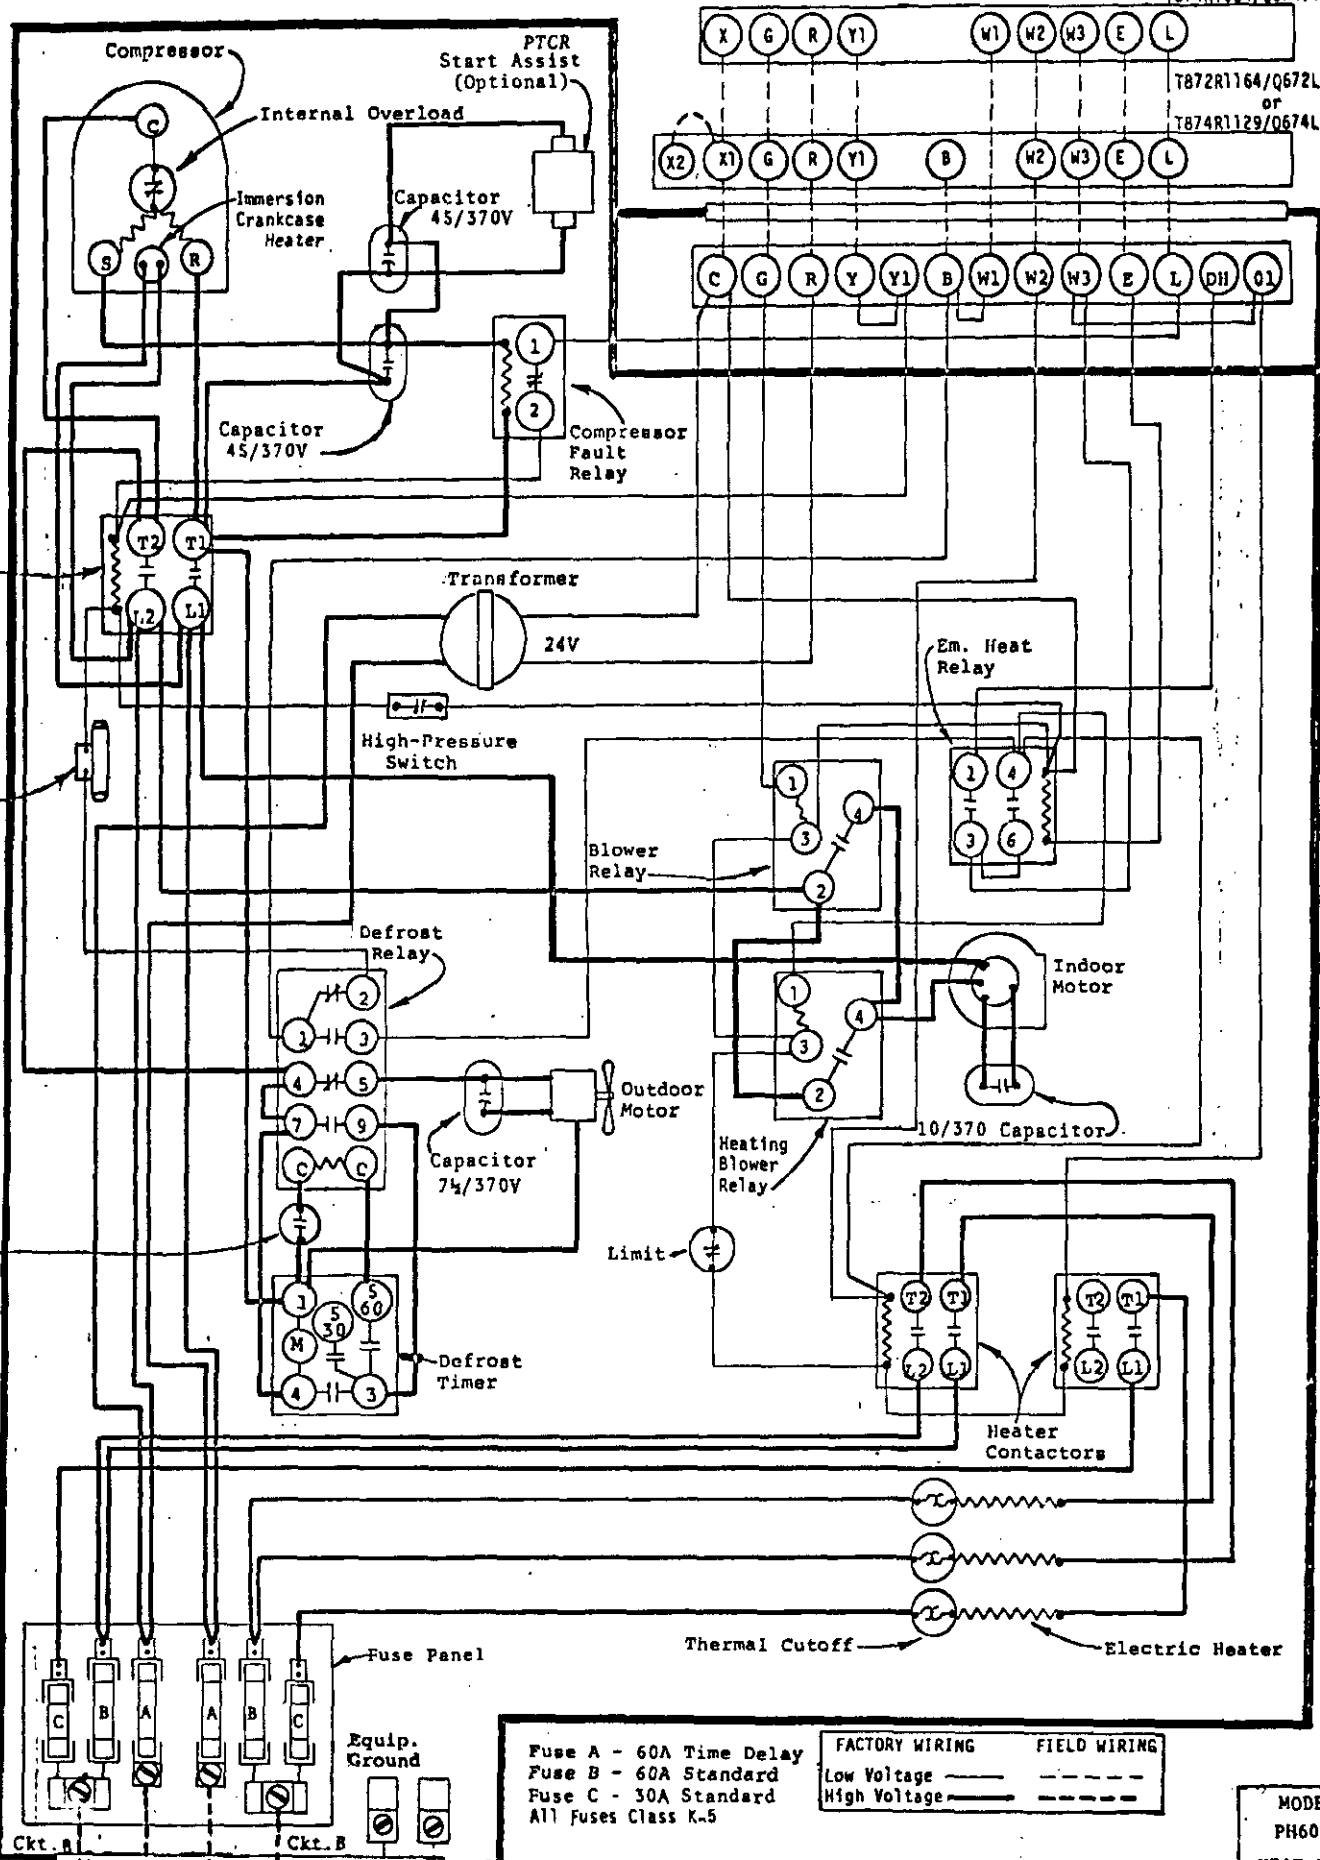 X G R Y1 W1 W2 W3 E L
T872R1164/Q672L
or
T874R1129/Q674L
X2 X1 G R Y1 B W2 W3 E L
C G R Y Y1 B W1 W2 W3 E L DH O1
Compressor
PTCR
Start Assist
(Optional)
Internal Overload
C
Immersion
Crankcase
Heater
S R
Capacitor
45/370V
Capacitor
45/370V
1
2
Compressor
Fault
Relay
T2 T1
L2 L1
Transformer
24V
High-Pressure
Switch
Em. Heat
Relay
1 4
3 6
Blower
Relay
1
4
3
2
Defrost
Relay
2
1 3
4 5
7 9
C C
Capacitor
7½/370V
Outdoor
Motor
Heating
Blower
Relay
1
4
3
2
Indoor
Motor
10/370 Capacitor
Limit
1
S
30
S
60
M
4 3
Defrost
Timer
T2 T1
L2 L1
T2 T1
L2 L1
Heater
Contactors
Thermal Cutoff
Electric Heater
Fuse Panel
C B A A B C
Equip.
Ground
Ckt. B
Fuse A - 60A Time Delay
Fuse B - 60A Standard
Fuse C - 30A Standard
All Fuses Class K-5
FACTORY WIRING FIELD WIRING
Low Voltage
High Voltage
MODE
PH60